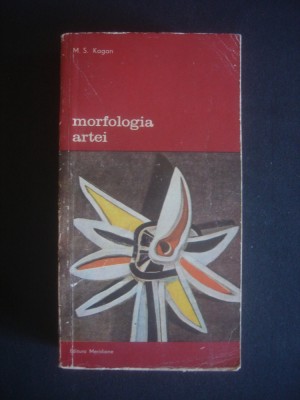 M. S. Kagan
morfologia
artei
Editura Meridiane